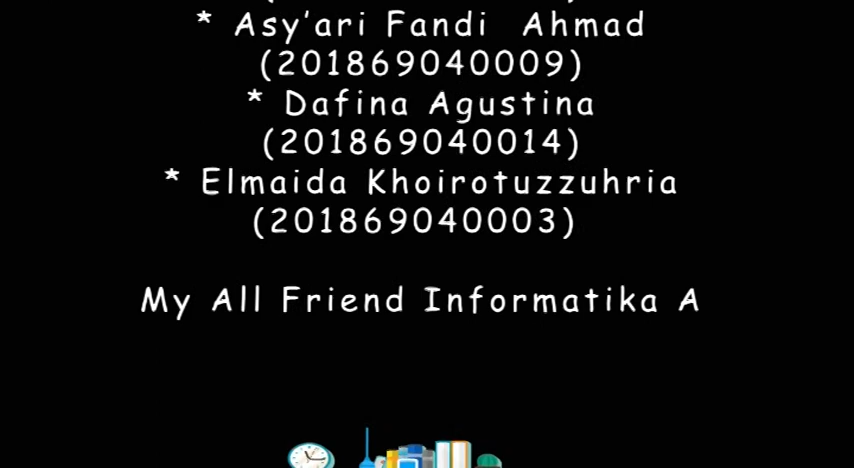 * Asy'ari Fandi Ahmad
(201869040009)
* Dafina Agustina
(201869040014)
* Elmaida Khoirotuzzuhria
(201869040003)
My All Friend Informatika A